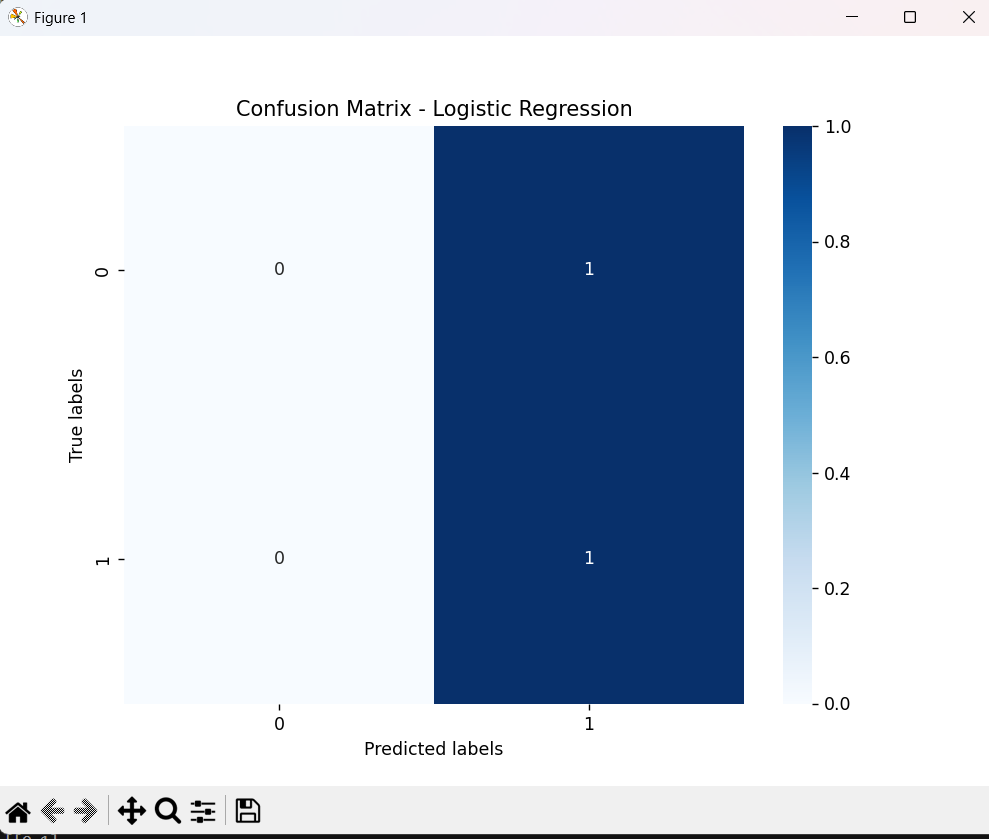 Figure 1
Confusion Matrix - Logistic Regression
1.0
0 1
0
0.8
0.6
True labels
0.4
0 1
1
0.2
0.0
0 1
Predicted labels